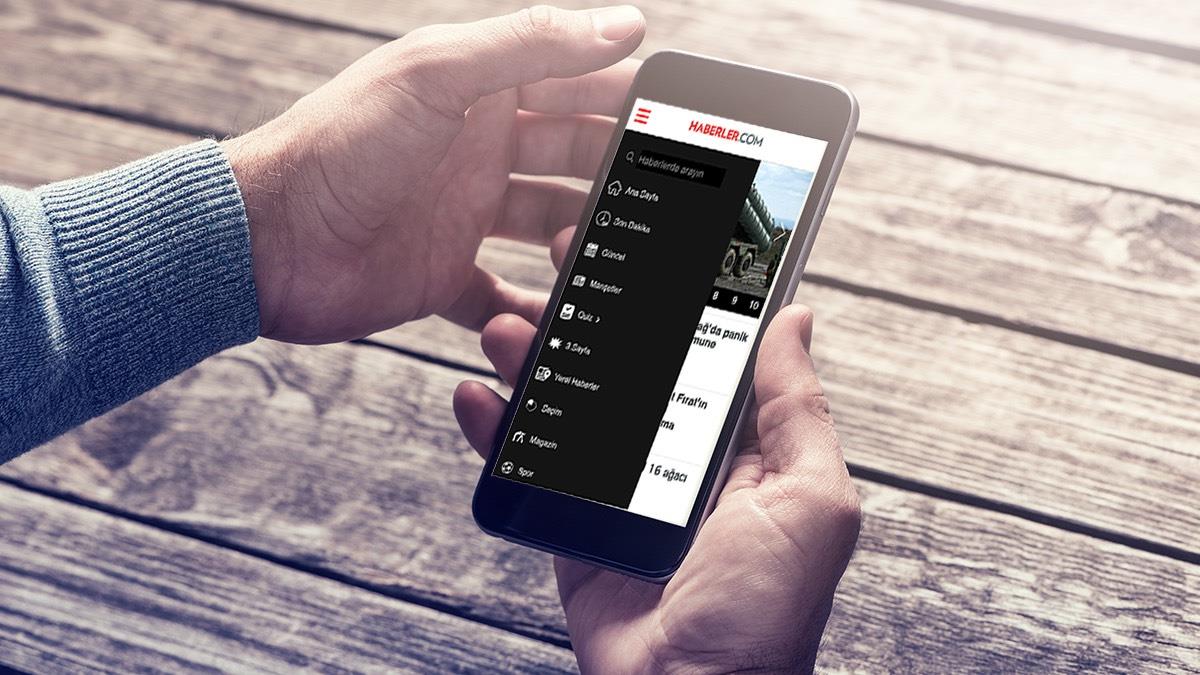 HABERLER.COM
Haberlerde arayın
Ana Sayfa
Son Dakika
Güncel
Manşetler
Quiz >
3.Sayfa
Yerel Haberler
Seçim
Magazin
Spor
8 9 10
ağ'da panik
mune
t Fırat'ın
ma
16 ağacı